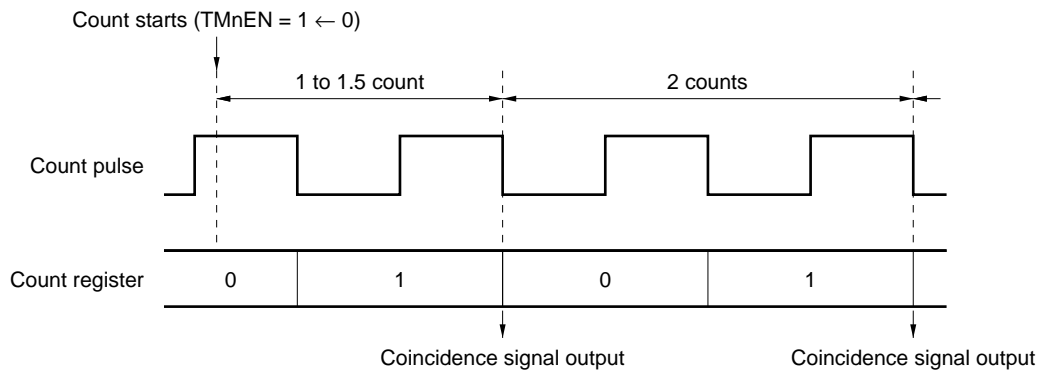 Count starts (TMnEN = 1 ← 0)
1 to 1.5 count
2 counts
Count pulse
Count register
0
1
0
1
Coincidence signal output
Coincidence signal output